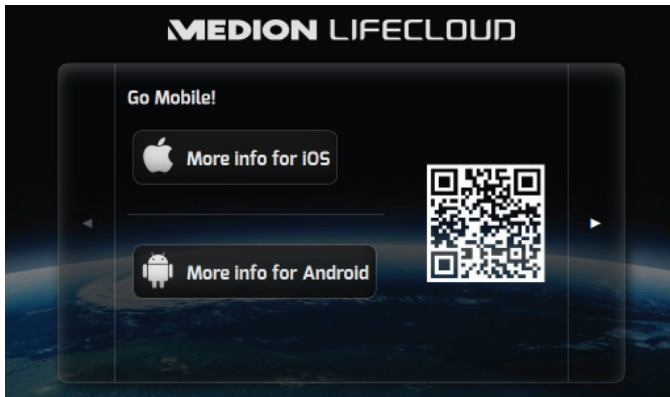 MEDION LIFECLOUD
Go Mobile!
More info for iOS
More info for Android